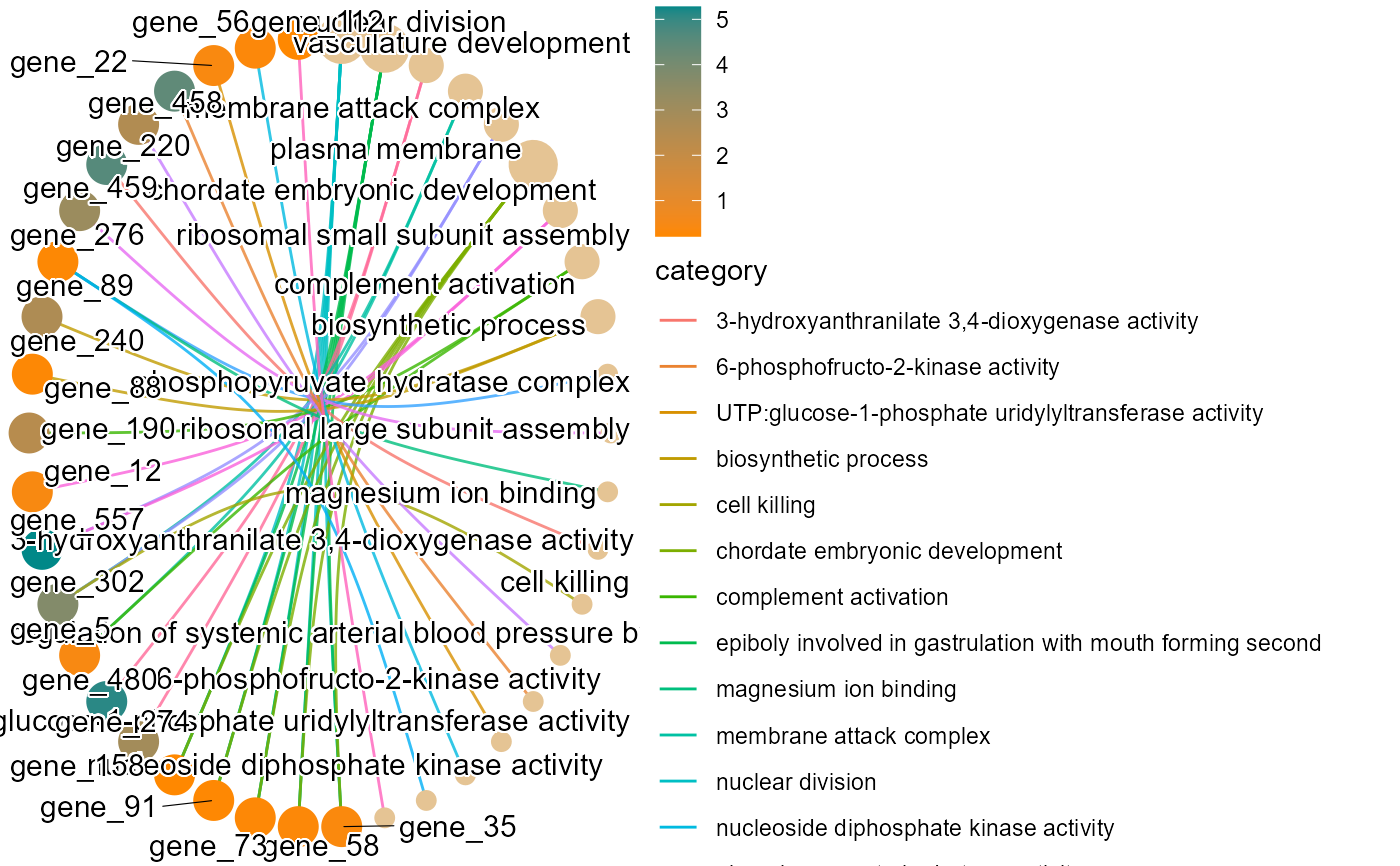 gene_56
nuclear division
gene_112
vasculature development
gene_22
gene_458
membrane attack complex
gene_220
plasma membrane
gene_459
chordate embryonic development
gene_276
ribosomal small subunit assembly
gene_89
complement activation
gene_240
biosynthetic process
gene_88
phosphopyruvate hydratase complex
gene_190
ribosomal large subunit assembly
gene_12
magnesium ion binding
gene_557
3-hydroxyanthranilate 3,4-dioxygenase activity
gene_302
cell killing
of systemic arterial blood pressure b
gene_480
6-phosphofructo-2-kinase activity
gene_274
uridylyltransferase activity
gene_158
nucleoside diphosphate kinase activity
gene_91
gene_35
gene_73
gene_58
5
4
3
2
1
category
3-hydroxyanthranilate 3,4-dioxygenase activity
6-phosphofructo-2-kinase activity
UTP:glucose-1-phosphate uridylyltransferase activity
biosynthetic process
cell killing
chordate embryonic development
complement activation
epiboly involved in gastrulation with mouth forming second
magnesium ion binding
membrane attack complex
nuclear division
nucleoside diphosphate kinase activity